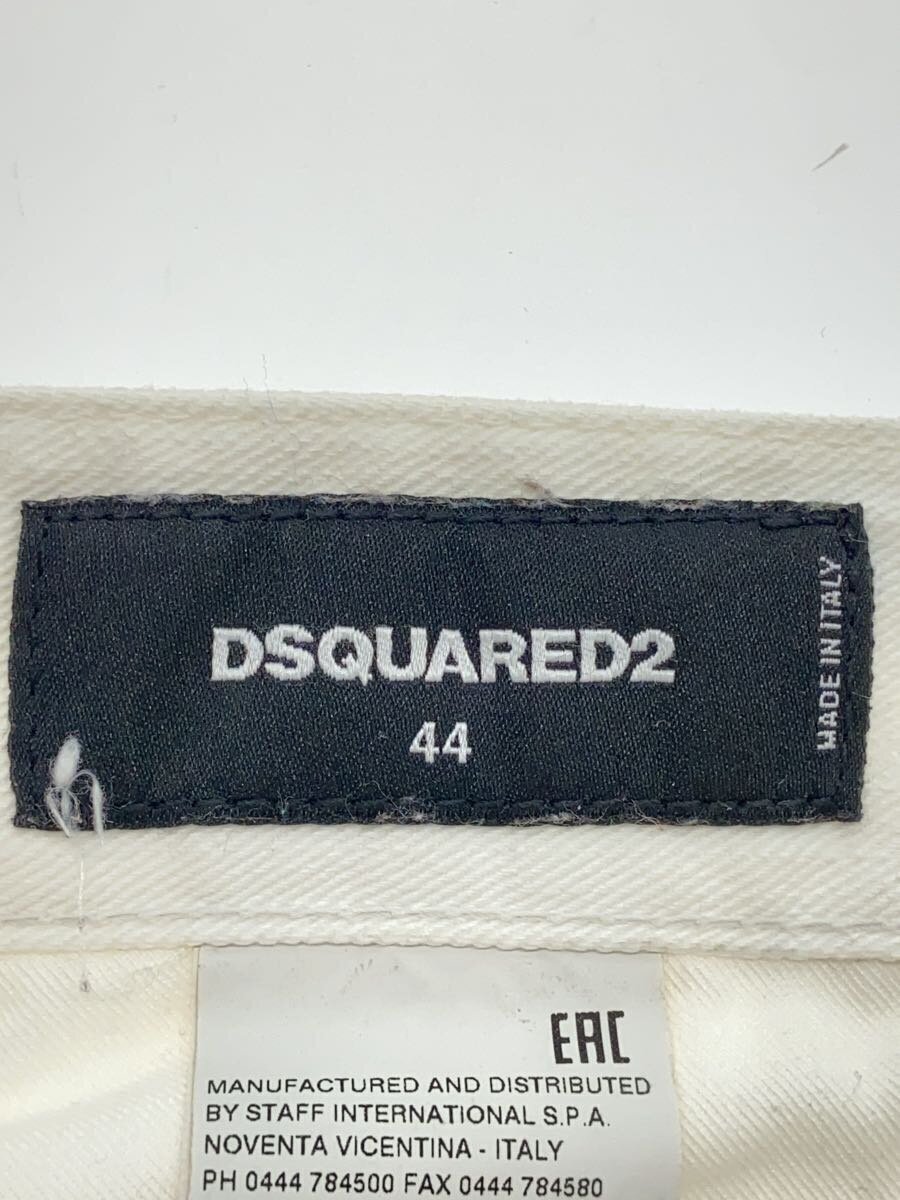 DSQUARED2
44
MADE IN ITALY
EAC
MANUFACTURED AND DISTRIBUTED
BY STAFF INTERNATIONAL S.P.A.
NOVENTA VICENTINA - ITALY
PH 0444 784500 FAX 0444 784580